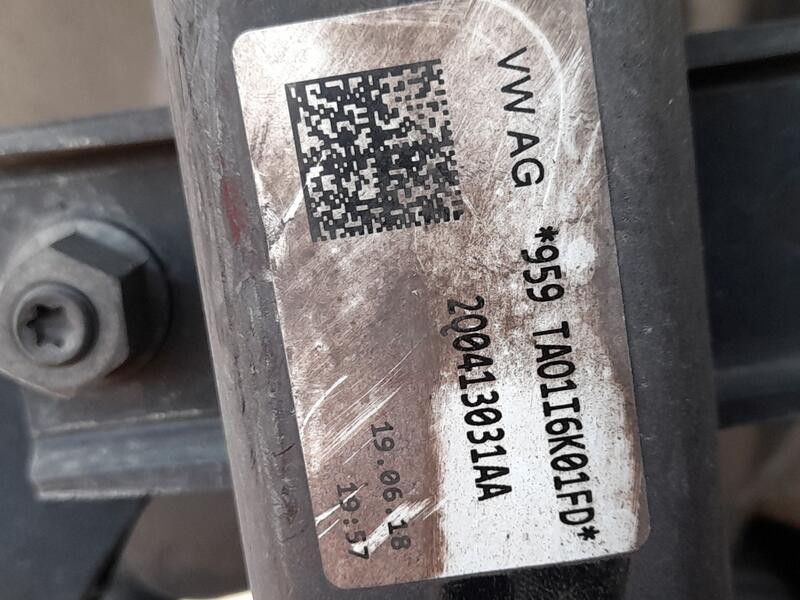 VW AG
*959 TA01I6K01FD*
2Q0413031AA
19.06.18
19:57